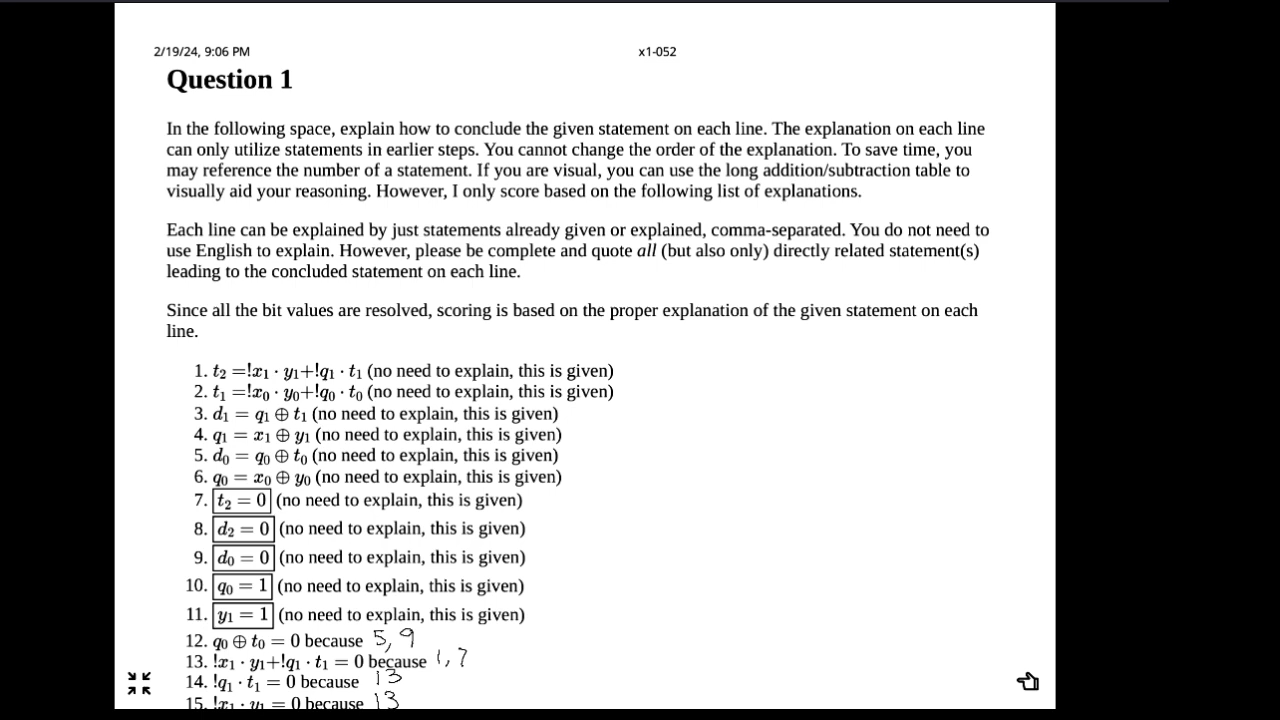 2/19/24, 9:06 PM x1-052
Question 1
In the following space, explain how to conclude the given statement on each line. The explanation on each line
can only utilize statements in earlier steps. You cannot change the order of the explanation. To save time, you
may reference the number of a statement. If you are visual, you can use the long addition/subtraction table to
visually aid your reasoning. However, I only score based on the following list of explanations.
Each line can be explained by just statements already given or explained, comma-separated. You do not need to
use English to explain. However, please be complete and quote all (but also only) directly related statement(s)
leading to the concluded statement on each line.
Since all the bit values are resolved, scoring is based on the proper explanation of the given statement on each
line.
1. t₂ =!x₁ · y₁+!q₁ · t₁ (no need to explain, this is given)
2. t₁ =!x₀ · y₀+!q₀ · t₀ (no need to explain, this is given)
3. d₁ = q₁ ⊕ t₁ (no need to explain, this is given)
4. q₁ = x₁ ⊕ y₁ (no need to explain, this is given)
5. d₀ = q₀ ⊕ t₀ (no need to explain, this is given)
6. q₀ = x₀ ⊕ y₀ (no need to explain, this is given)
7. t₂ = 0 (no need to explain, this is given)
8. d₂ = 0 (no need to explain, this is given)
9. d₀ = 0 (no need to explain, this is given)
10. q₀ = 1 (no need to explain, this is given)
11. y₁ = 1 (no need to explain, this is given)
12. q₀ ⊕ t₀ = 0 because 5, 9
13. !x₁ · y₁+!q₁ · t₁ = 0 because 1, 7
14. !q₁ · t₁ = 0 because 13
15. !x₁ · y₁ = 0 because 13